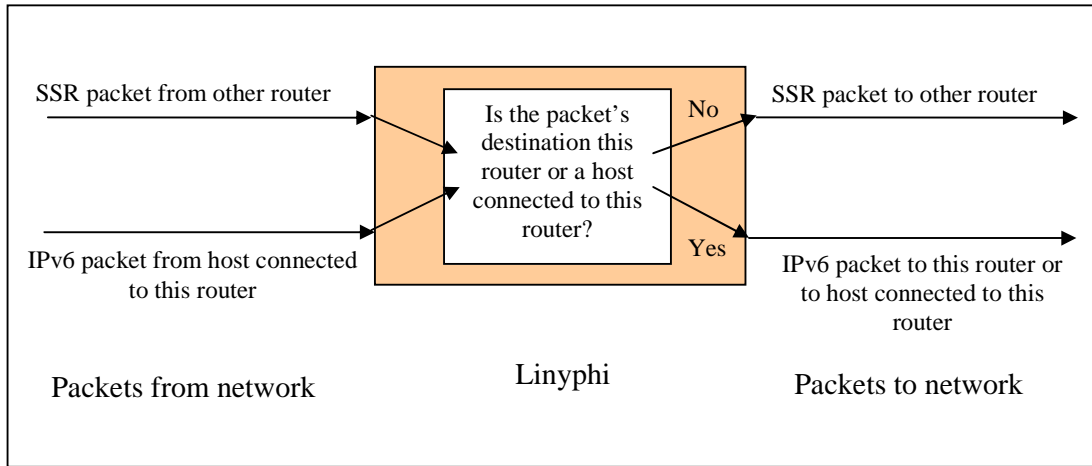 SSR packet from other router
IPv6 packet from host connected
to this router
Is the packet's
destination this
router or a host
connected to this
router?
No
Yes
SSR packet to other router
IPv6 packet to this router or
to host connected to this
router
Packets from network
Linyphi
Packets to network